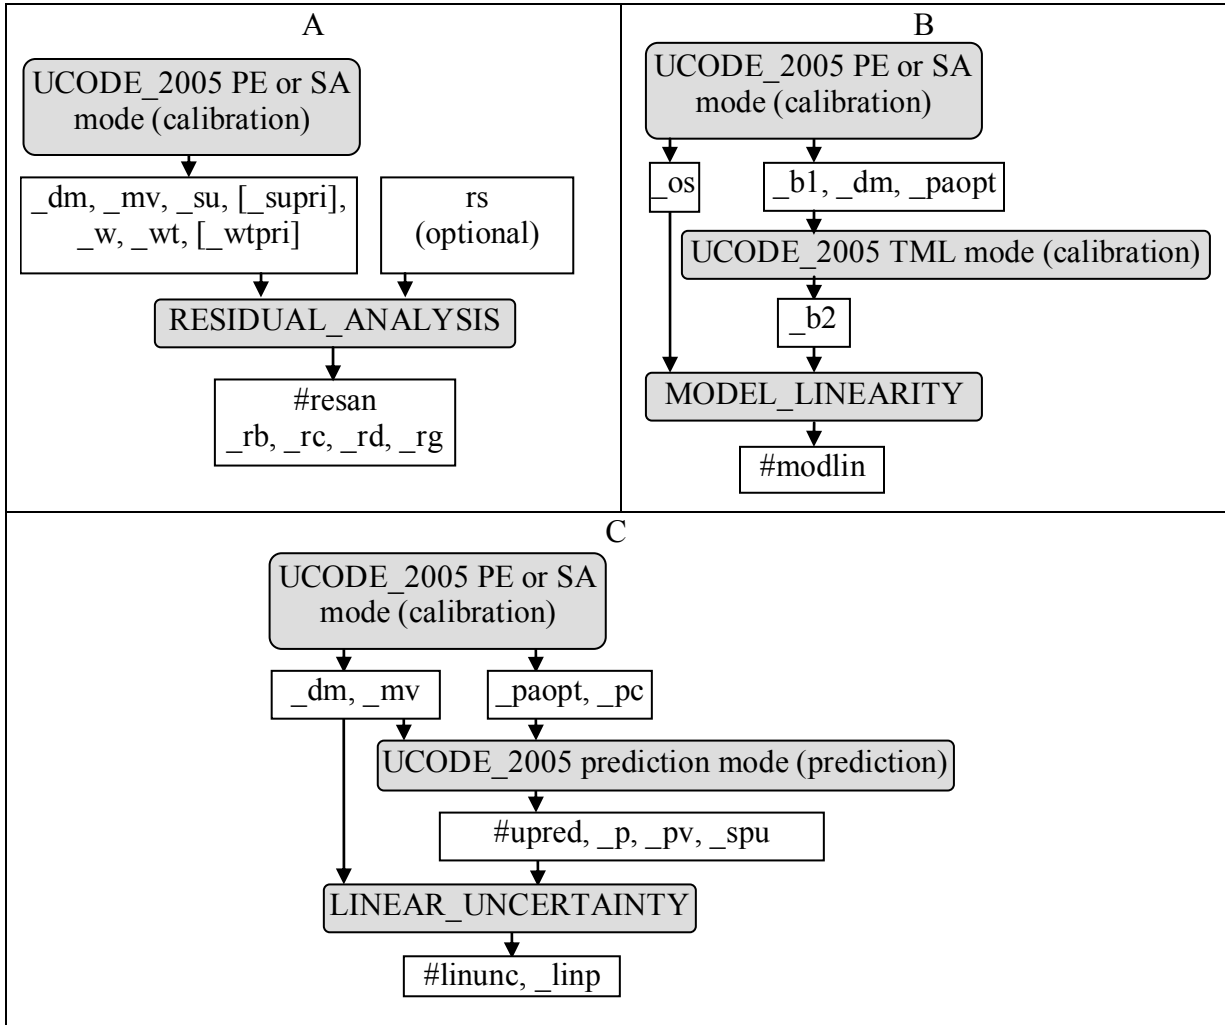 A
UCODE_2005 PE or SA
mode (calibration)
_dm, _mv, _su, [_supri],
_w, _wt, [_wtpri]
rs
(optional)
RESIDUAL_ANALYSIS
#resan
_rb, _rc, _rd, _rg
B
UCODE_2005 PE or SA
mode (calibration)
_os
_b1, _dm, _paopt
UCODE_2005 TML mode (calibration)
_b2
MODEL_LINEARITY
#modlin
C
UCODE_2005 PE or SA
mode (calibration)
_dm, _mv
_paopt, _pc
UCODE_2005 prediction mode (prediction)
#upred, _p, _pv, _spu
LINEAR_UNCERTAINTY
#linunc, _linp